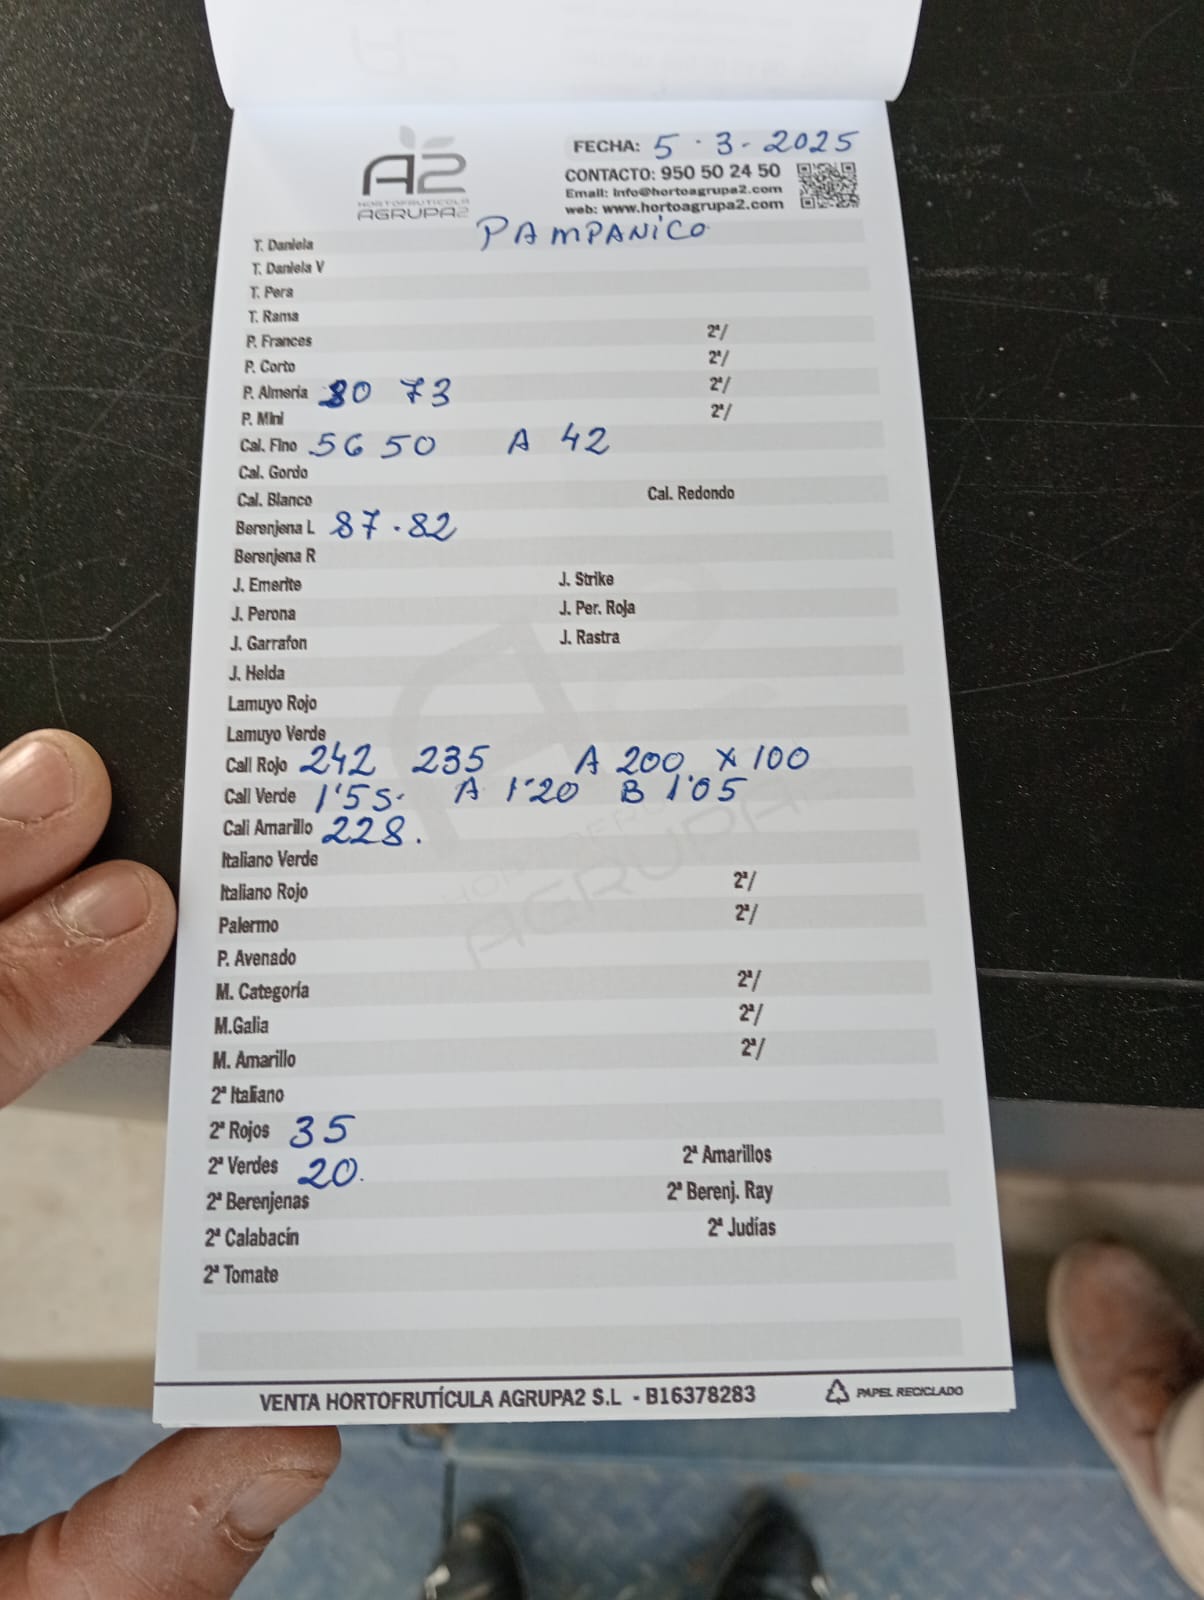 A2
HORTOFRUTÍCOLA
AGRUPA2
FECHA: 5 · 3 - 2025
CONTACTO: 950 50 24 50
Email: info@hortoagrupa2.com
web: www.hortoagrupa2.com
PAMPANICO
T. Daniela
T. Daniela V
T. Pera
T. Rama
P. Frances 2ª/
P. Corto 2ª/
P. Almería 80 73 2ª/
P. Mini 2ª/
Cal. Fino 56 50 A 42
Cal. Gordo
Cal. Blanco Cal. Redondo
Berenjena L 87 - 82
Berenjena R
J. Emerite J. Strike
J. Perona J. Per. Roja
J. Garrafon J. Rastra
J. Helda
Lamuyo Rojo
Lamuyo Verde
Cali Rojo 242 235 A 200 X 100
Cali Verde 1'55. A 1'20 B 1'05
Cali Amarillo 228.
Italiano Verde
Italiano Rojo 2ª/
Palermo 2ª/
P. Avenado
M. Categoría 2ª/
M.Galia 2ª/
M. Amarillo 2ª/
2ª Italiano
2ª Rojos 35
2ª Verdes 20. 2ª Amarillos
2ª Berenjenas 2ª Berenj. Ray
2ª Calabacín 2ª Judías
2ª Tomate
VENTA HORTOFRUTÍCULA AGRUPA2 S.L - B16378283 PAPEL RECICLADO